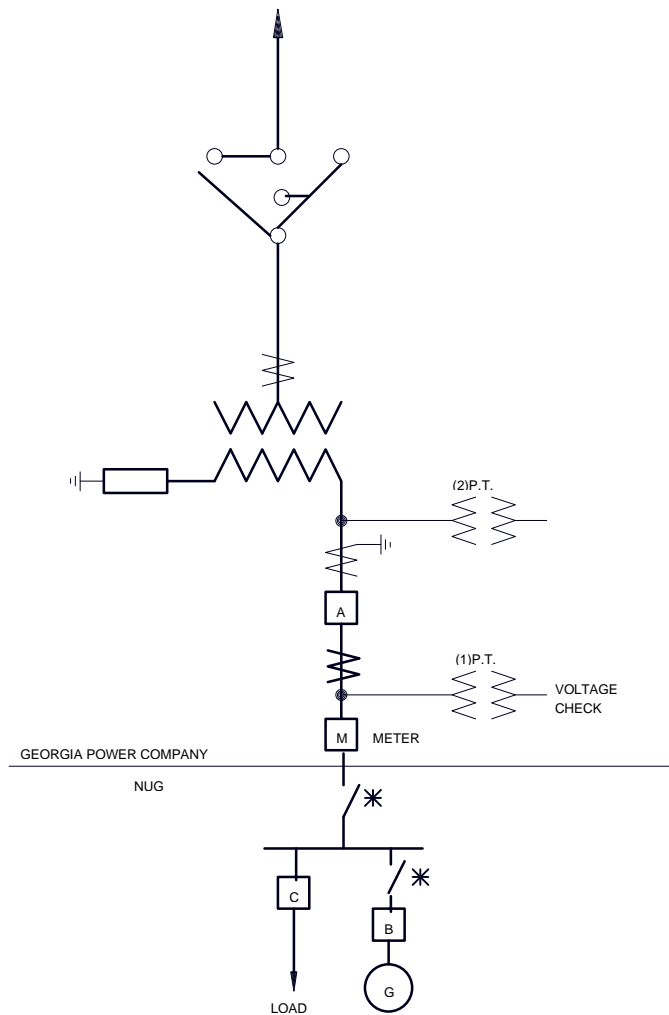 (2)P.T.
A
(1)P.T.
VOLTAGE
CHECK
M
METER
GEORGIA POWER COMPANY
NUG
C
B
G
LOAD